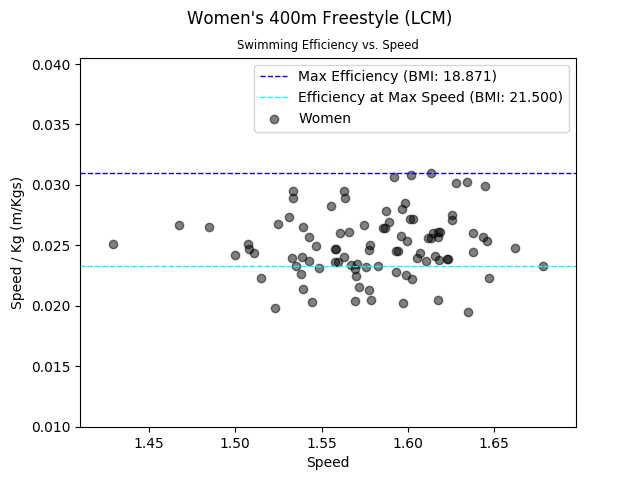 Women's 400m Freestyle (LCM)
Swimming Efficiency vs. Speed
Max Efficiency (BMI: 18.871)
Efficiency at Max Speed (BMI: 21.500)
Women
Speed / Kg (m/Kgs)
0.040
0.035
0.030
0.025
0.020
0.015
0.010
1.45 1.50 1.55 1.60 1.65
Speed